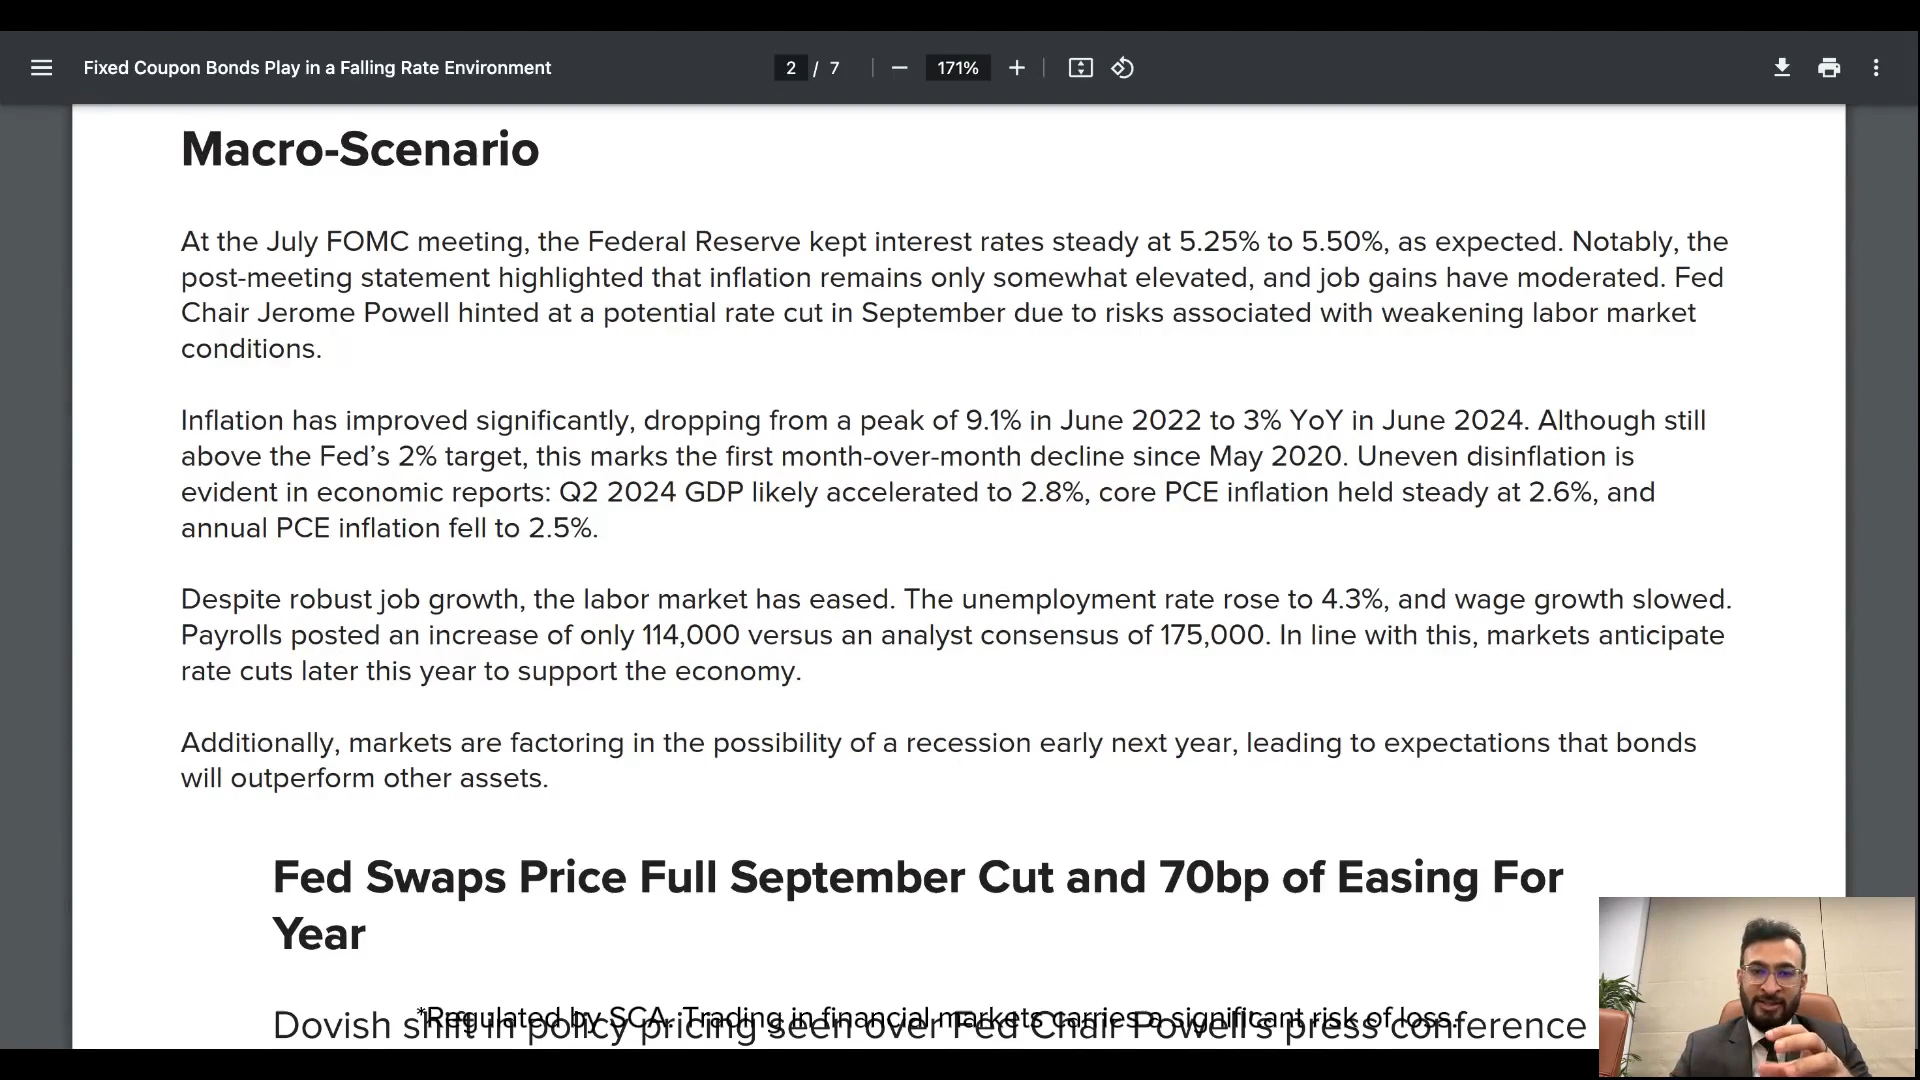 Fixed Coupon Bonds Play in a Falling Rate Environment
2 / 7
171%
Macro-Scenario
At the July FOMC meeting, the Federal Reserve kept interest rates steady at 5.25% to 5.50%, as expected. Notably, the
post-meeting statement highlighted that inflation remains only somewhat elevated, and job gains have moderated. Fed
Chair Jerome Powell hinted at a potential rate cut in September due to risks associated with weakening labor market
conditions.
Inflation has improved significantly, dropping from a peak of 9.1% in June 2022 to 3% YoY in June 2024. Although still
above the Fed’s 2% target, this marks the first month-over-month decline since May 2020. Uneven disinflation is
evident in economic reports: Q2 2024 GDP likely accelerated to 2.8%, core PCE inflation held steady at 2.6%, and
annual PCE inflation fell to 2.5%.
Despite robust job growth, the labor market has eased. The unemployment rate rose to 4.3%, and wage growth slowed.
Payrolls posted an increase of only 114,000 versus an analyst consensus of 175,000. In line with this, markets anticipate
rate cuts later this year to support the economy.
Additionally, markets are factoring in the possibility of a recession early next year, leading to expectations that bonds
will outperform other assets.
Fed Swaps Price Full September Cut and 70bp of Easing For
Year
*Regulated by SCA. Trading in financial markets carries a significant risk of loss.
Dovish shift in policy pricing seen over Fed Chair Powell's press conference